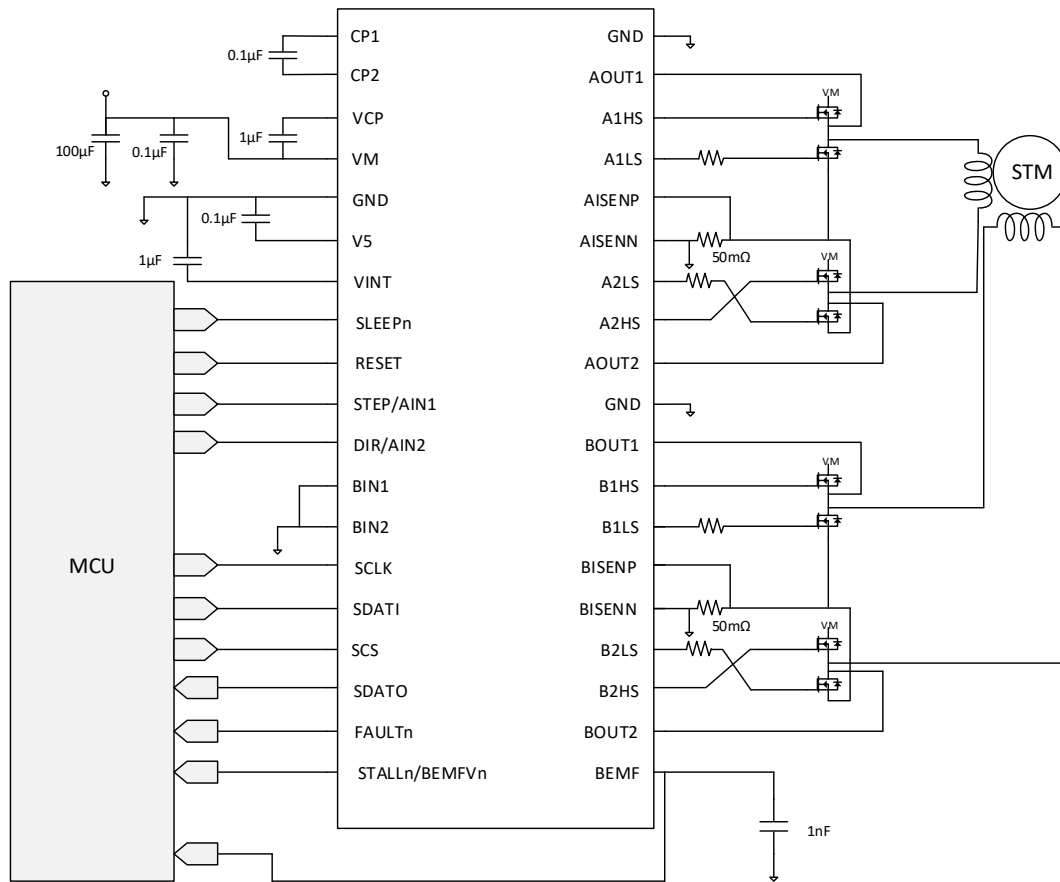 CP1
GND
0.1µF
CP2
AOUT1
VM
VCP
1µF
A1HS
100µF
0.1µF
VM
A1LS
STM
GND
AISENP
0.1µF
V5
AISENN
50mΩ
1µF
VM
VINT
A2LS
SLEEPn
A2HS
RESET
AOUT2
STEP/AIN1
GND
DIR/AIN2
BOUT1
VM
BIN1
B1HS
BIN2
B1LS
MCU
SCLK
BISENP
SDATI
BISENN
50mΩ
VM
SCS
B2LS
SDATO
B2HS
FAULTn
BOUT2
STALLn/BEMFVn
BEMF
1nF